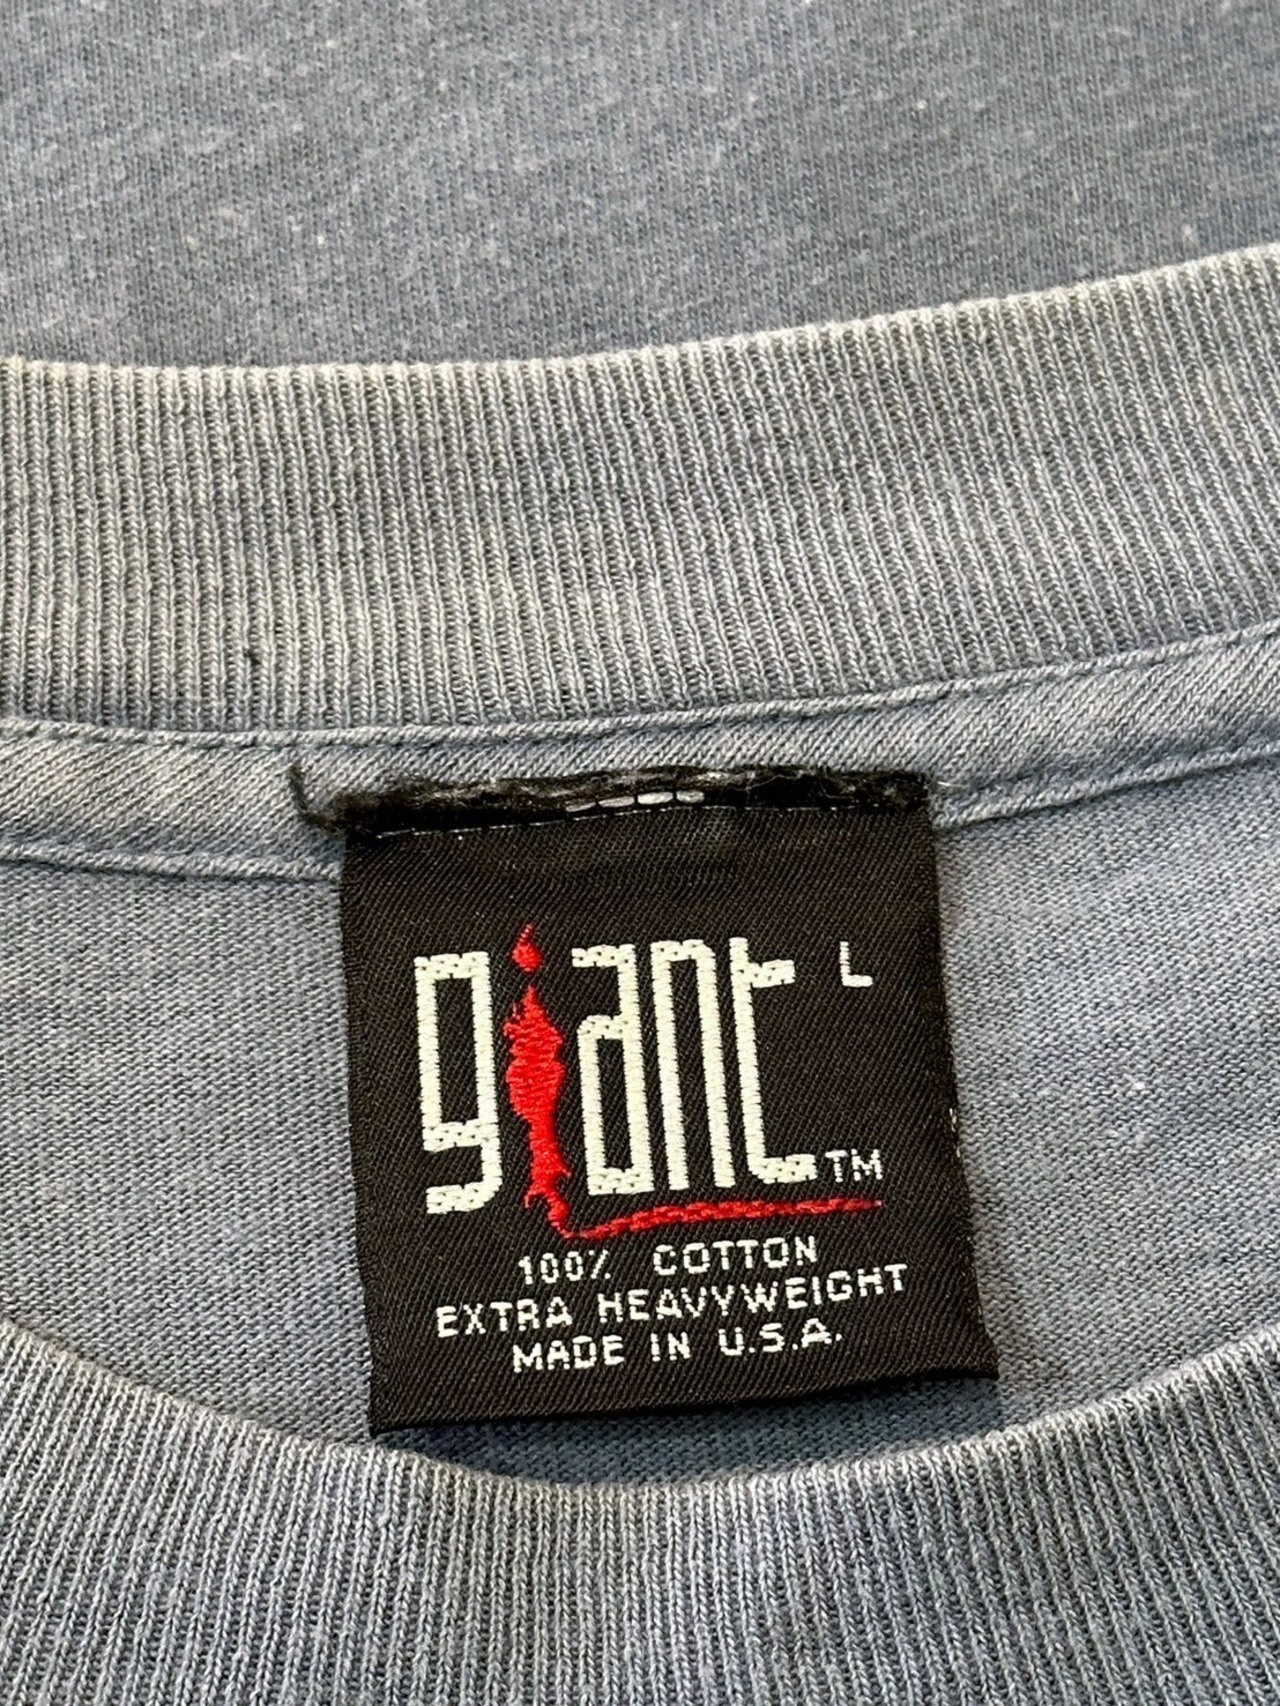 giant L
TM
100% COTTON
EXTRA HEAVYWEIGHT
MADE IN U.S.A.